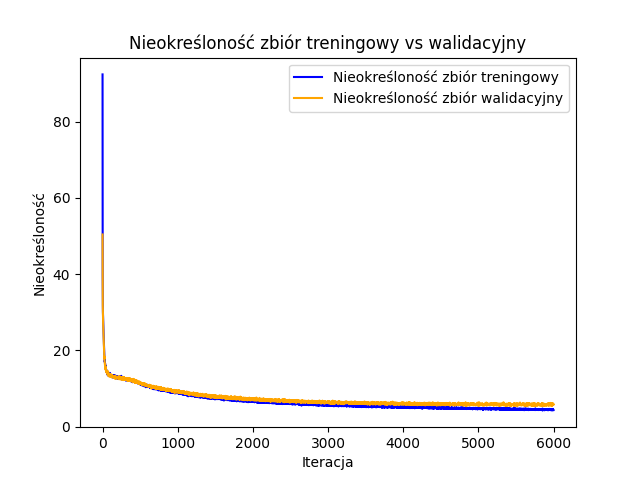 Nieokreśloność zbiór treningowy vs walidacyjny
Nieokreśloność zbiór treningowy
Nieokreśloność zbiór walidacyjny
Nieokreśloność
80
60
40
20
0
0 1000 2000 3000 4000 5000 6000
Iteracja